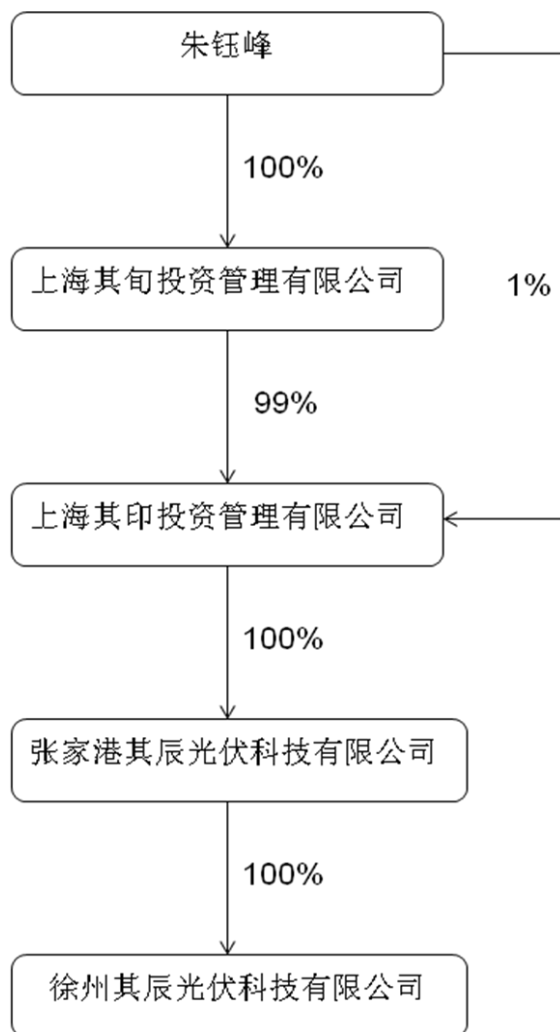 朱钰峰
100%
上海其旬投资管理有限公司
1%
99%
上海其印投资管理有限公司
100%
张家港其辰光伏科技有限公司
100%
徐州其辰光伏科技有限公司